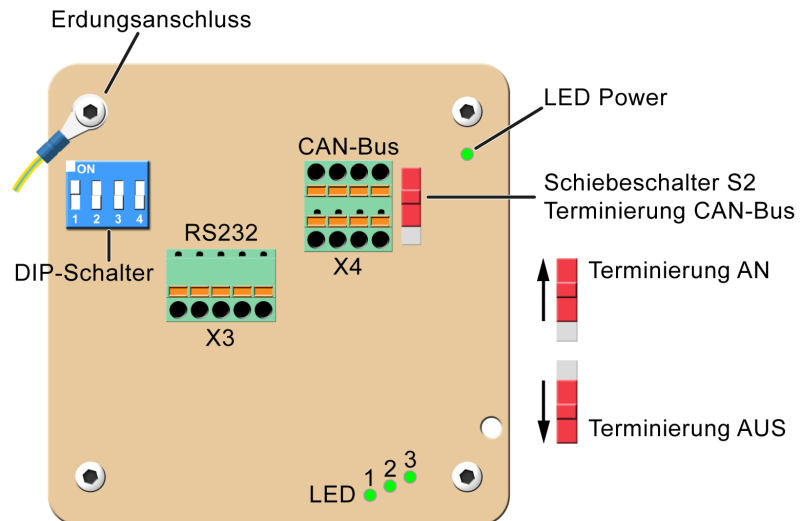 Erdungsanschluss
LED Power
CAN-Bus
ON
1 2 3 4
Schiebeschalter S2
Terminierung CAN-Bus
RS232
DIP-Schalter
X4
Terminierung AN
X3
Terminierung AUS
LED 1 2 3